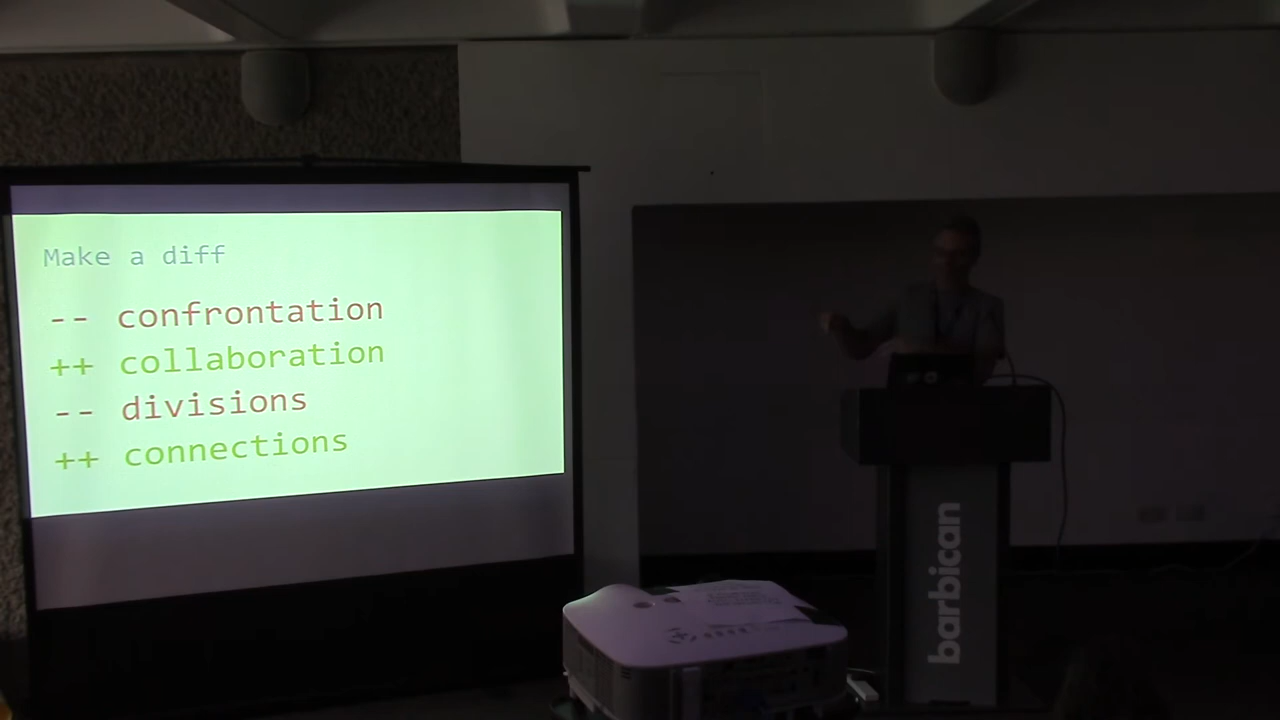 Make a diff
-- confrontation
++ collaboration
-- divisions
++ connections
barbican